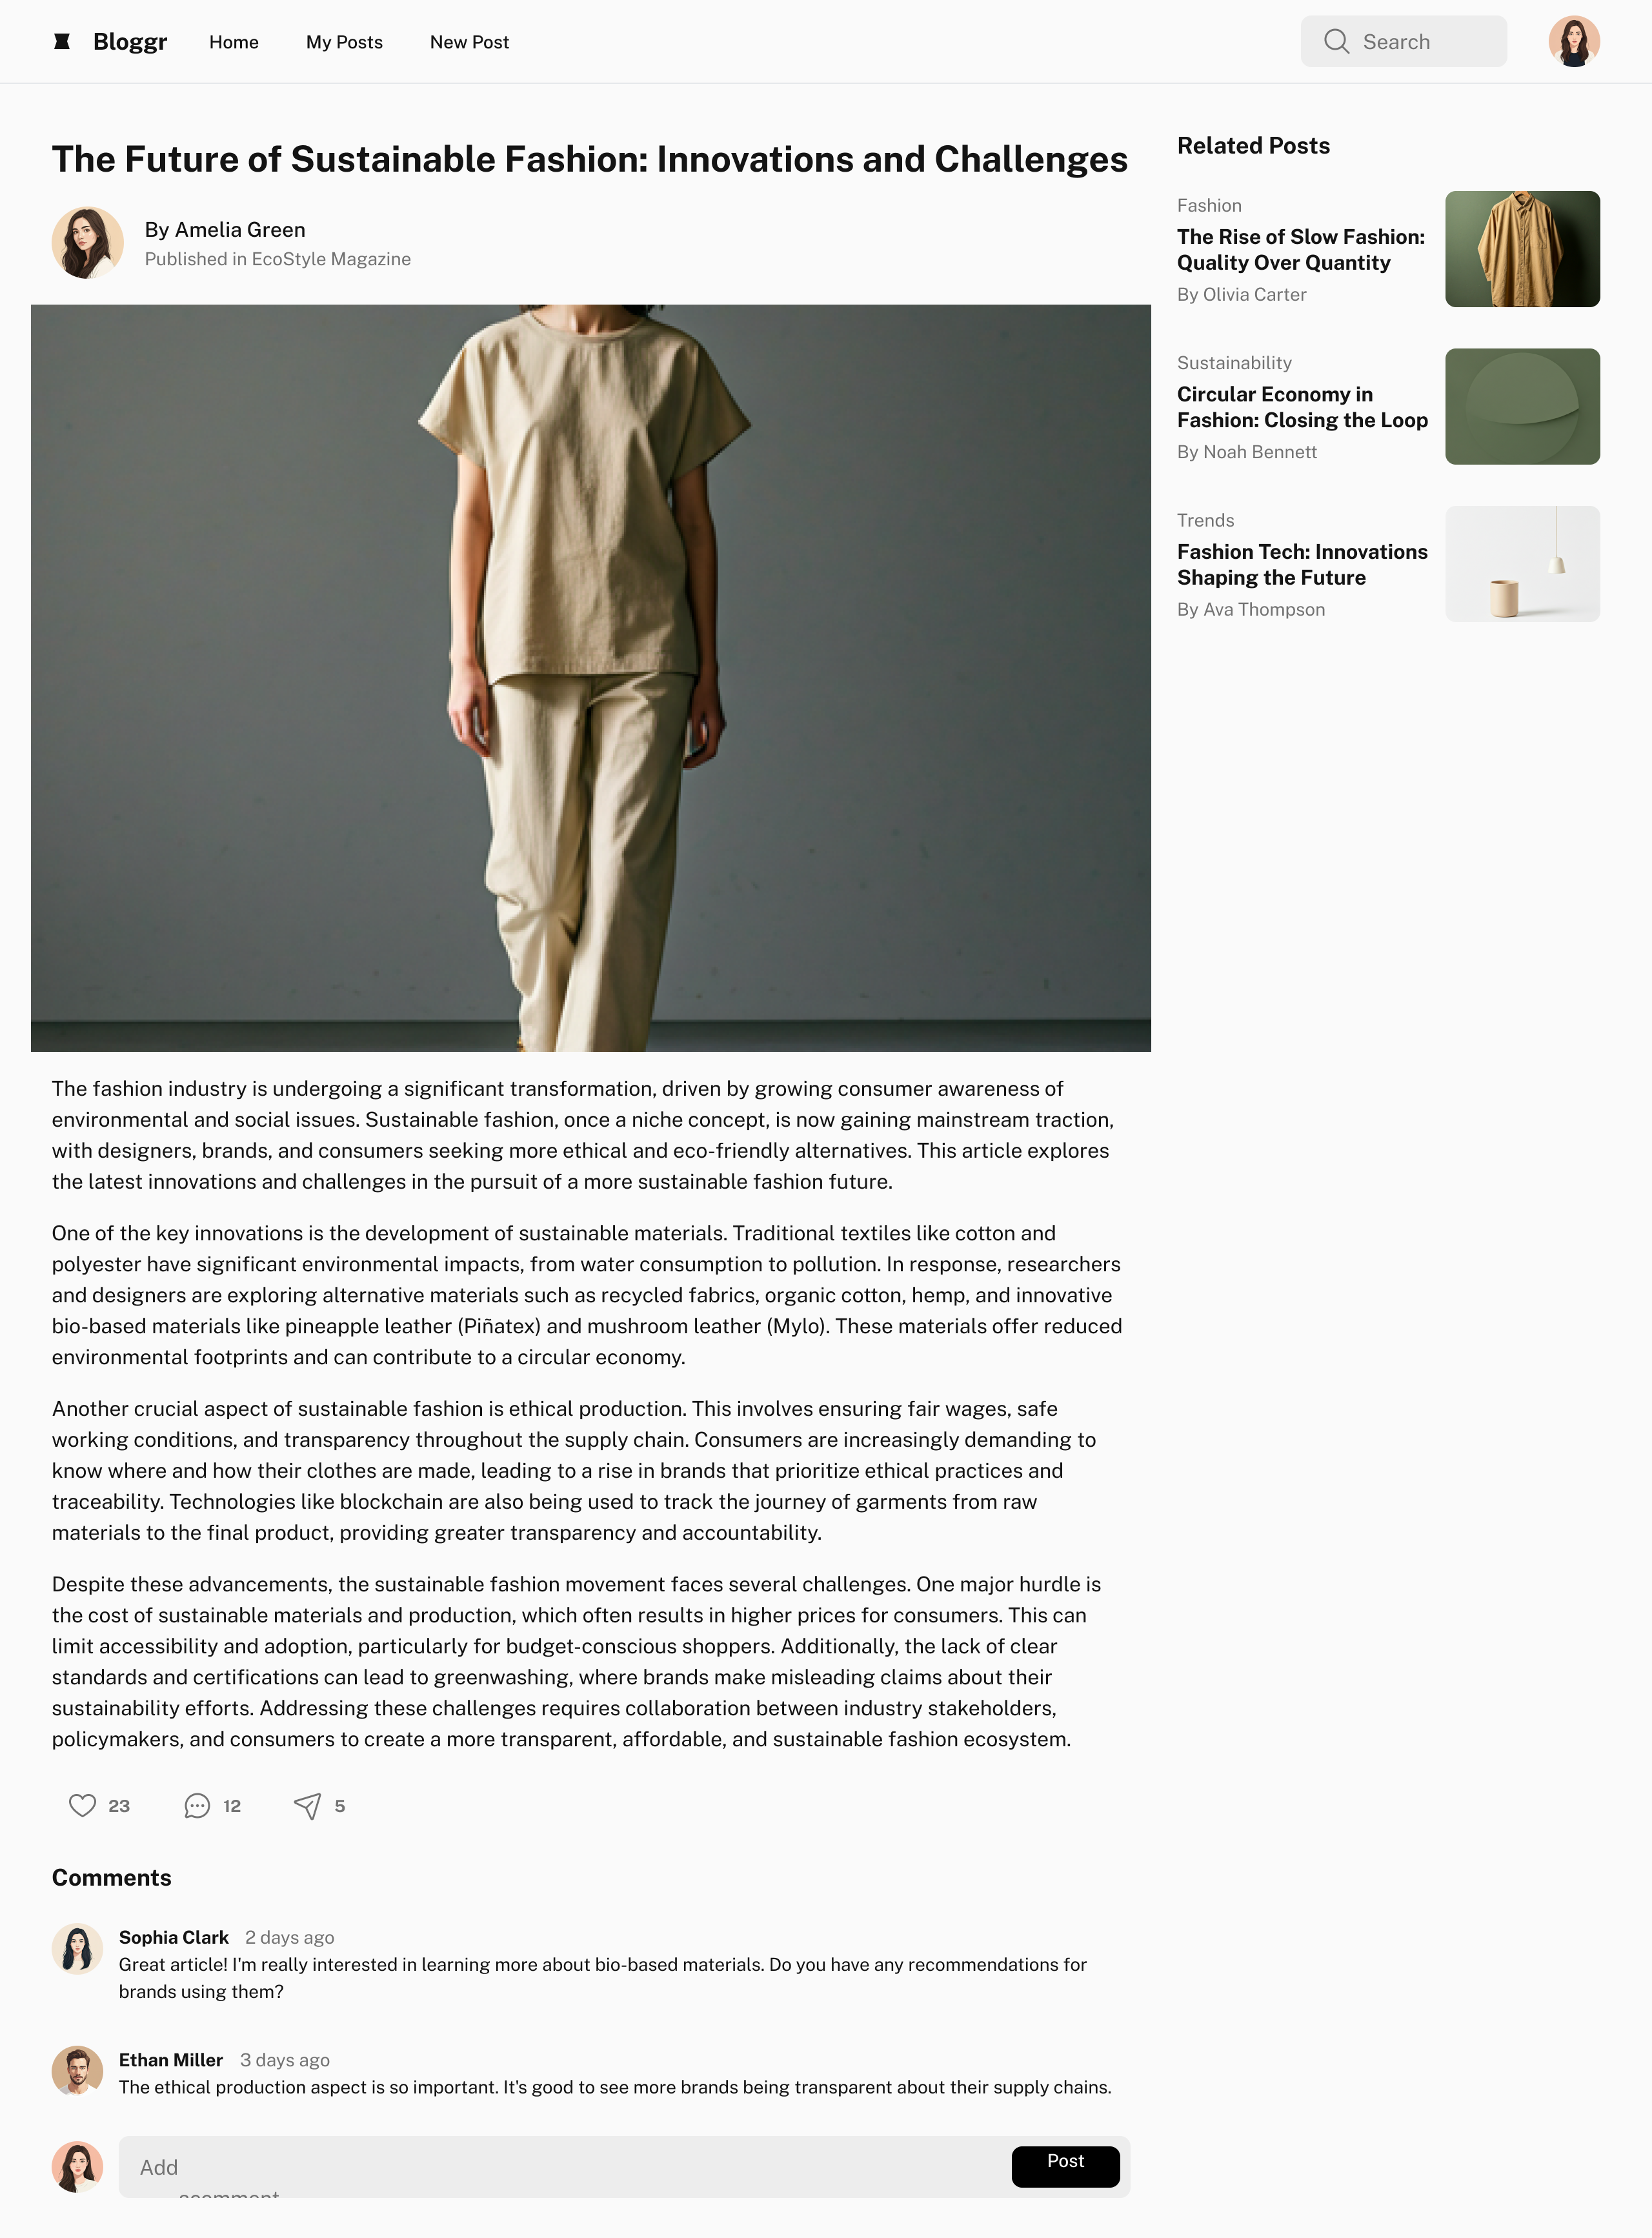 Bloggr
Home
My Posts
New Post
Search
The Future of Sustainable Fashion: Innovations and Challenges
By Amelia Green
Published in EcoStyle Magazine
The fashion industry is undergoing a significant transformation, driven by growing consumer awareness of
environmental and social issues. Sustainable fashion, once a niche concept, is now gaining mainstream traction,
with designers, brands, and consumers seeking more ethical and eco-friendly alternatives. This article explores
the latest innovations and challenges in the pursuit of a more sustainable fashion future.
One of the key innovations is the development of sustainable materials. Traditional textiles like cotton and
polyester have significant environmental impacts, from water consumption to pollution. In response, researchers
and designers are exploring alternative materials such as recycled fabrics, organic cotton, hemp, and innovative
bio-based materials like pineapple leather (Piñatex) and mushroom leather (Mylo). These materials offer reduced
environmental footprints and can contribute to a circular economy.
Another crucial aspect of sustainable fashion is ethical production. This involves ensuring fair wages, safe
working conditions, and transparency throughout the supply chain. Consumers are increasingly demanding to
know where and how their clothes are made, leading to a rise in brands that prioritize ethical practices and
traceability. Technologies like blockchain are also being used to track the journey of garments from raw
materials to the final product, providing greater transparency and accountability.
Despite these advancements, the sustainable fashion movement faces several challenges. One major hurdle is
the cost of sustainable materials and production, which often results in higher prices for consumers. This can
limit accessibility and adoption, particularly for budget-conscious shoppers. Additionally, the lack of clear
standards and certifications can lead to greenwashing, where brands make misleading claims about their
sustainability efforts. Addressing these challenges requires collaboration between industry stakeholders,
policymakers, and consumers to create a more transparent, affordable, and sustainable fashion ecosystem.
23
12
5
Comments
Sophia Clark 2 days ago
Great article! I'm really interested in learning more about bio-based materials. Do you have any recommendations for
brands using them?
Ethan Miller 3 days ago
The ethical production aspect is so important. It's good to see more brands being transparent about their supply chains.
Add
Post
Related Posts
Fashion
The Rise of Slow Fashion:
Quality Over Quantity
By Olivia Carter
Sustainability
Circular Economy in
Fashion: Closing the Loop
By Noah Bennett
Trends
Fashion Tech: Innovations
Shaping the Future
By Ava Thompson